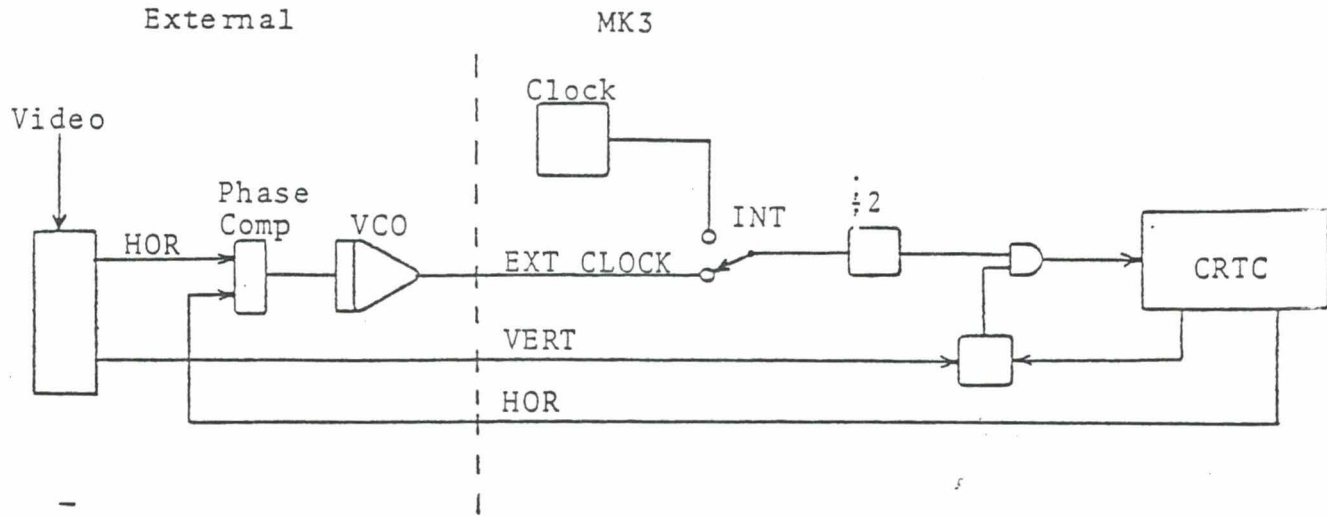 External
MK3
Clock
Video
Phase
Comp
VCO
HOR
INT
÷2
EXT CLOCK
CRTC
VERT
HOR